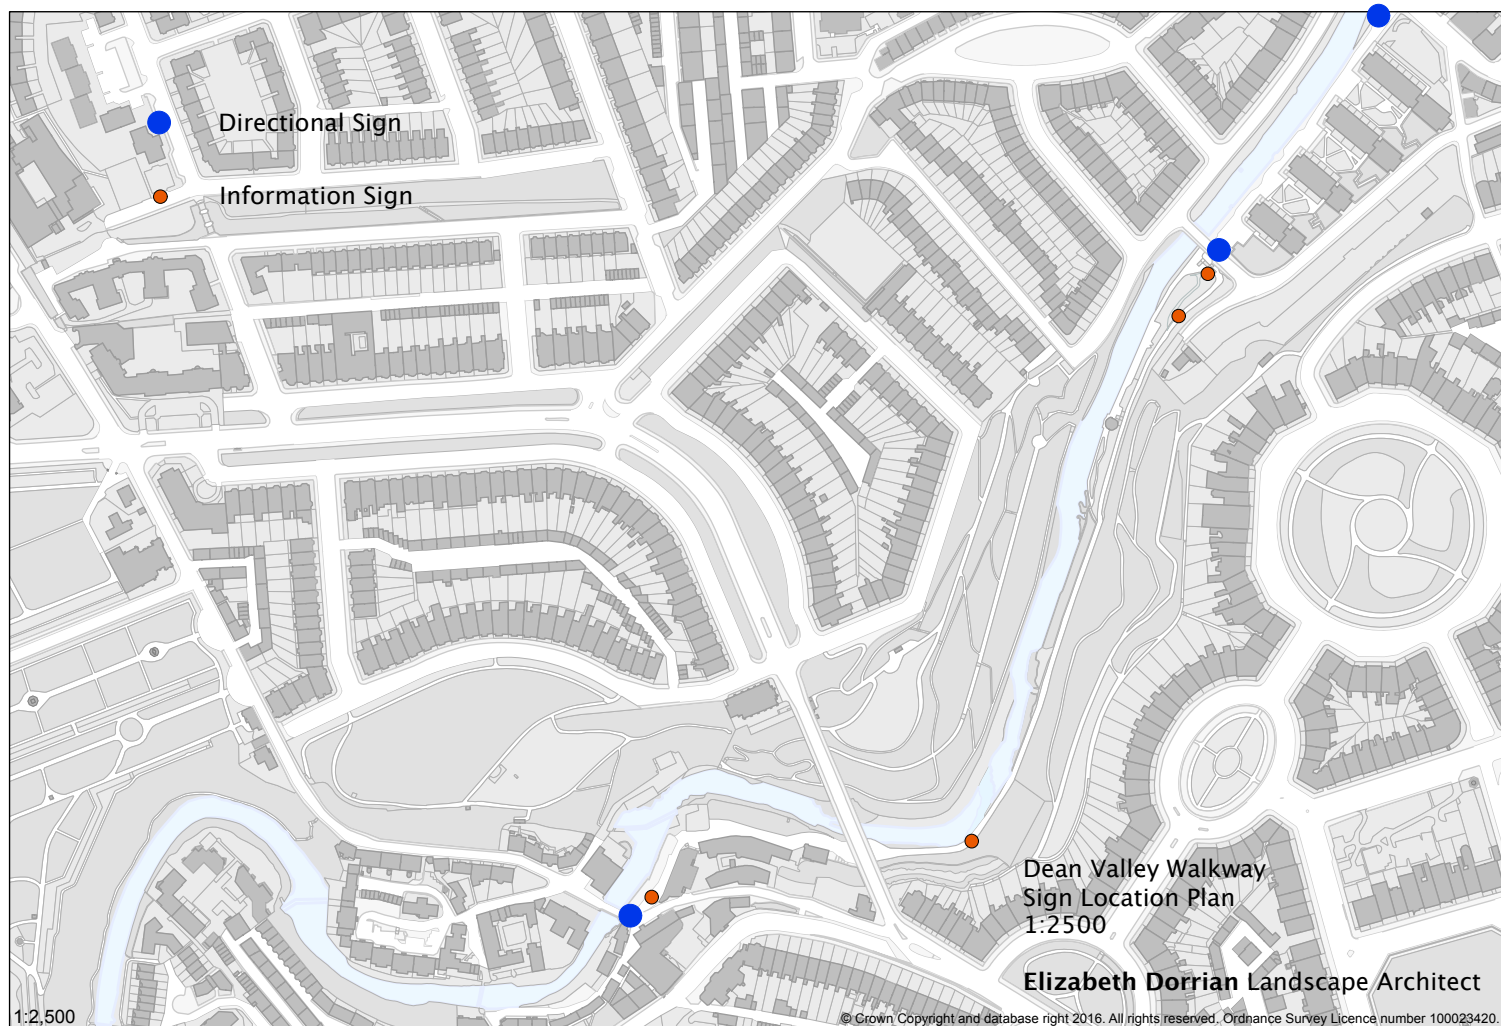 Directional Sign
Information Sign
Dean Valley Walkway
Sign Location Plan
1:2500
Elizabeth Dorrian Landscape Architect
1:2,500
© Crown Copyright and database right 2016. All rights reserved. Ordnance Survey Licence number 100023420.